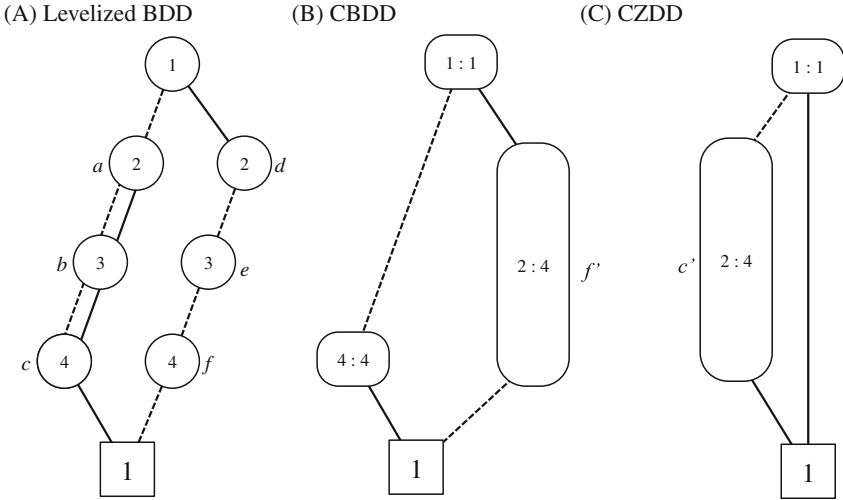 (A) Levelized BDD
(B) CBDD
(C) CZDD
1
a 2
2 d
b 3
3 e
c 4
4 f
1
1 : 1
2 : 4 f'
4 : 4
1
1 : 1
c' 2 : 4
1